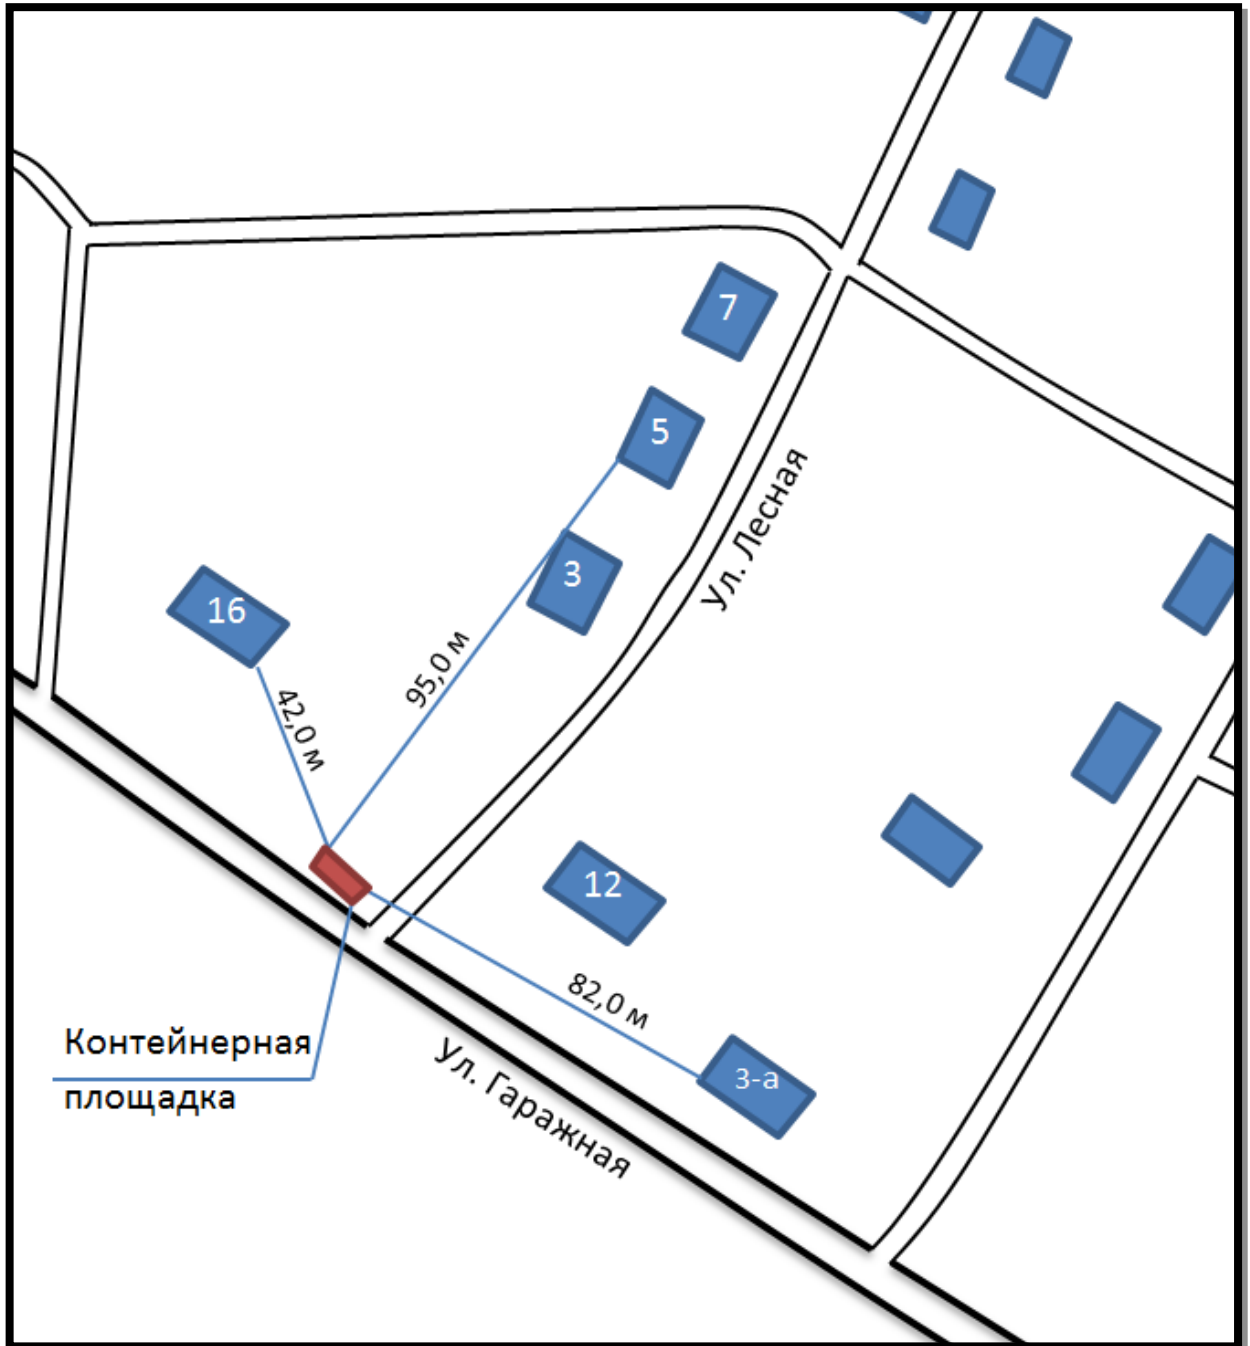 7
5
Ул. Лесная
3
16
95,0 м
42,0 м
12
82,0 м
Контейнерная
площадка
3-а
Ул. Гаражная